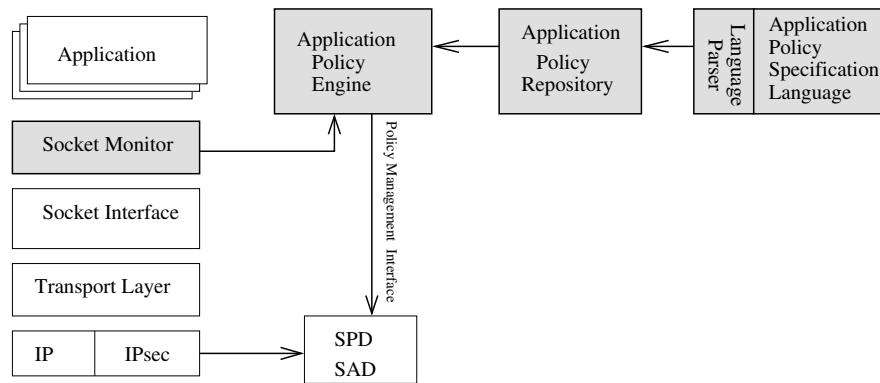 Application
Application
Policy
Engine
Application
Policy
Repository
Language
Parser
Application
Policy
Specification
Language
Socket Monitor
Policy Management Interface
Socket Interface
Transport Layer
IP
IPsec
SPD
SAD